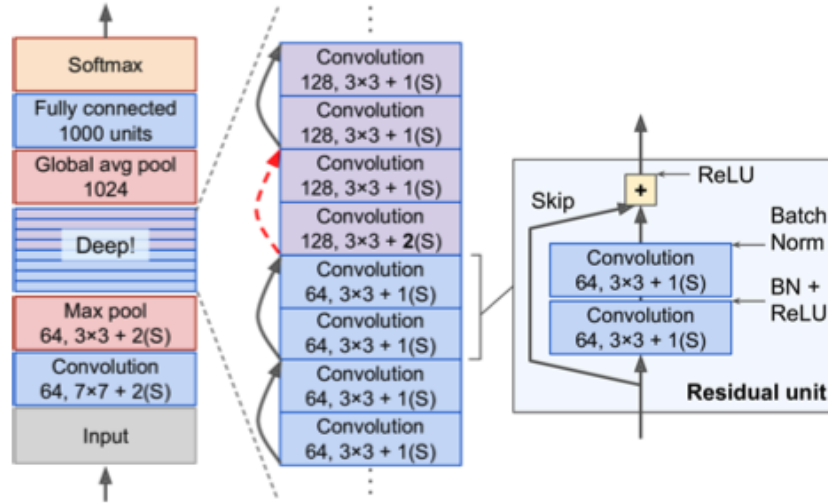 Softmax
Fully connected
1000 units
Global avg pool
1024
Deep!
Max pool
64, 3×3 + 2(S)
Convolution
64, 7×7 + 2(S)
Input
Convolution
128, 3×3 + 1(S)
Convolution
128, 3×3 + 1(S)
Convolution
128, 3×3 + 1(S)
Convolution
128, 3×3 + 2(S)
Convolution
64, 3×3 + 1(S)
Convolution
64, 3×3 + 1(S)
Convolution
64, 3×3 + 1(S)
Convolution
64, 3×3 + 1(S)
ReLU
+
Skip
Batch
Norm
Convolution
64, 3×3 + 1(S)
BN +
ReLU
Convolution
64, 3×3 + 1(S)
Residual unit